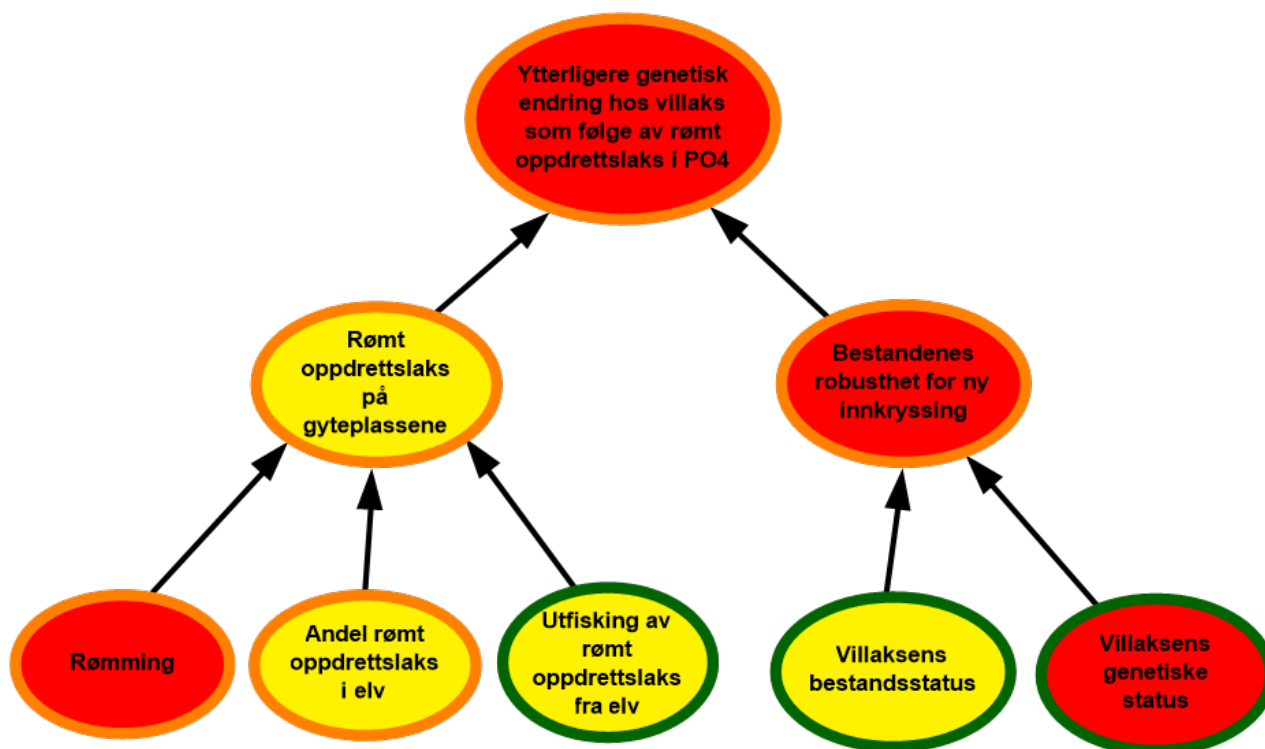 Ytterligere genetisk
endring hos villaks
som følge av rømt
oppdrettslaks i PO4
Rømt
oppdrettslaks
på
gyteplassene
Bestandenes
robusthet for ny
innkryssing
Rømming
Andel rømt
oppdrettslaks
i elv
Utfisking av
rømt
oppdrettslaks
fra elv
Villaksens
bestandsstatus
Villaksens
genetiske
status